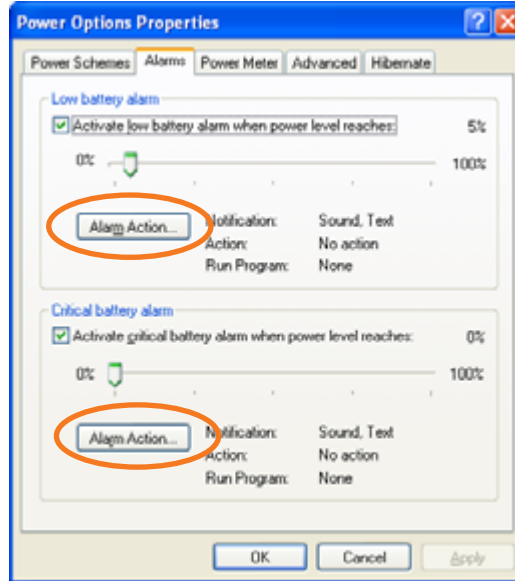 Power Options Properties
Power Schemes Alarms Power Meter Advanced Hibernate
Low battery alarm
Activate low battery alarm when power level reaches: 5%
0% 100%
Alarm Action... Notification: Sound, Text
Action: No action
Run Program: None
Critical battery alarm
Activate critical battery alarm when power level reaches: 0%
0% 100%
Alarm Action... Notification: Sound, Text
Action: No action
Run Program: None
OK Cancel Apply